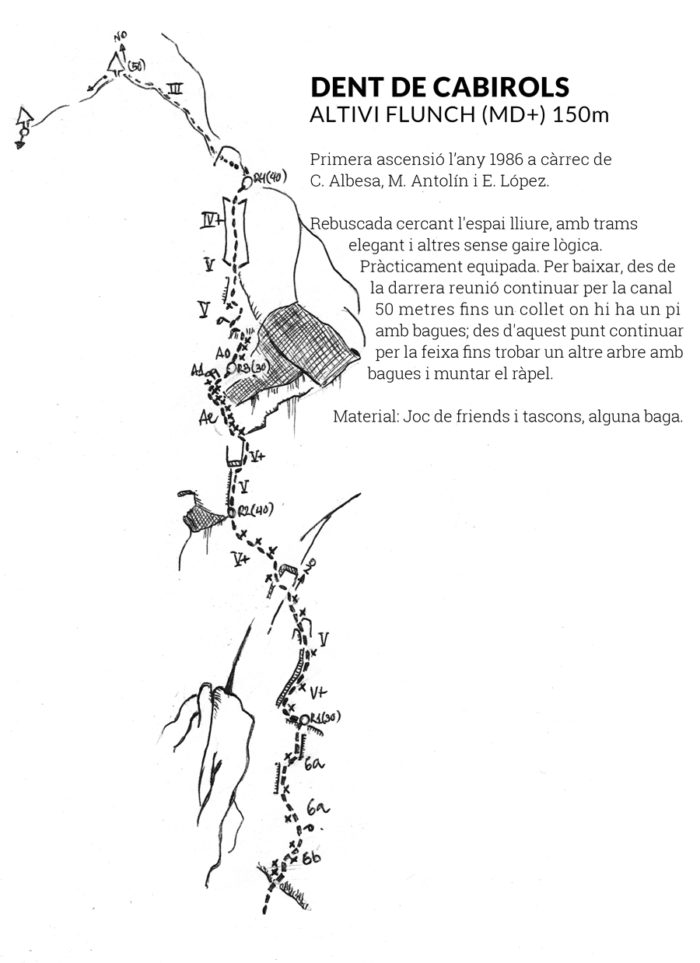 NO
(50)
III
DENT DE CABIROLS
ALTIVI FLUNCH (MD+) 150m
Primera ascensió l’any 1986 a càrrec de
C. Albesa, M. Antolín i E. López.
R4(40)
IV+
Rebuscada cercant l'espai lliure, amb trams
elegant i altres sense gaire lògica.
Pràcticament equipada. Per baixar, des de
la darrera reunió continuar per la canal
50 metres fins un collet on hi ha un pi
amb bagues; des d'aquest punt continuar
per la feixa fins trobar un altre arbre amb
bagues i muntar el ràpel.
V
V
A0
R3(30)
A1
Ae
Material: Joc de friends i tascons, alguna baga.
V+
V
R2(40)
V+
V
V+
R1(30)
6a
6a
6b